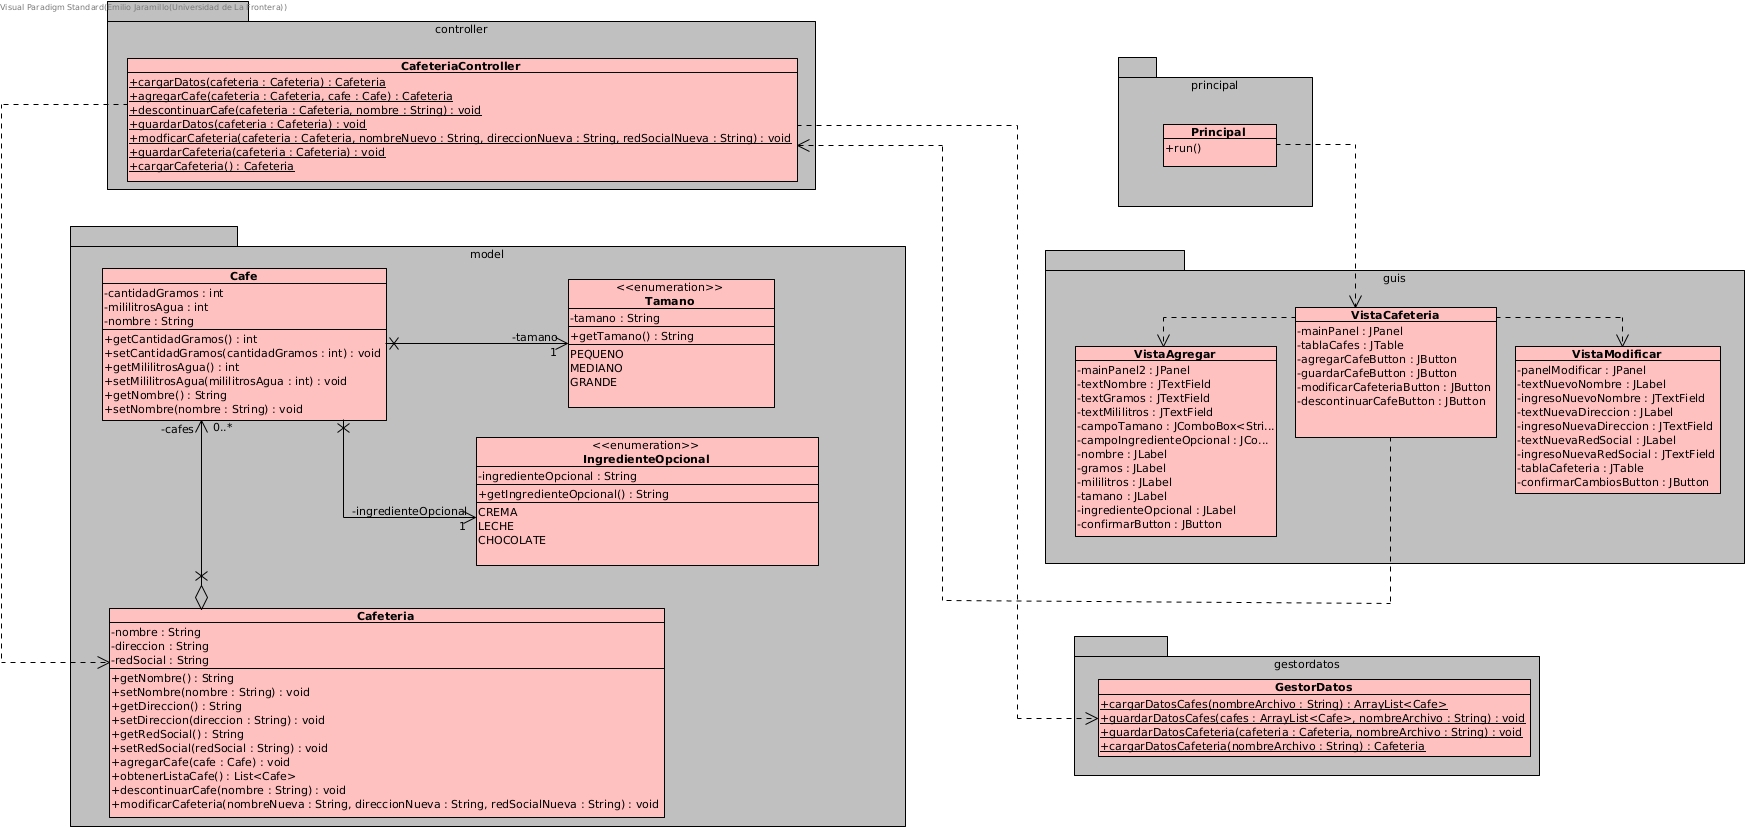 Visual Paradigm Standard(Emilio Jaramillo(Universidad de La Frontera))
controller
CafeteriaController
+cargarDatos(cafeteria : Cafeteria) : Cafeteria
+agregarCafe(cafeteria : Cafeteria, cafe : Cafe) : Cafeteria
+descontinuarCafe(cafeteria : Cafeteria, nombre : String) : void
+guardarDatos(cafeteria : Cafeteria) : void
+modficarCafeteria(cafeteria : Cafeteria, nombreNuevo : String, direccionNueva : String, redSocialNueva : String) : void
+guardarCafeteria(cafeteria : Cafeteria) : void
+cargarCafeteria() : Cafeteria
principal
Principal
+run()
model
Cafe
-cantidadGramos : int
-mililitrosAgua : int
-nombre : String
+getCantidadGramos() : int
+setCantidadGramos(cantidadGramos : int) : void
+getMililitrosAgua() : int
+setMililitrosAgua(mililitrosAgua : int) : void
+getNombre() : String
+setNombre(nombre : String) : void
-tamano
1
<<enumeration>>
Tamano
-tamano : String
+getTamano() : String
PEQUENO
MEDIANO
GRANDE
-cafes
0..*
-ingredienteOpcional
1
<<enumeration>>
IngredienteOpcional
-ingredienteOpcional : String
+getIngredienteOpcional() : String
CREMA
LECHE
CHOCOLATE
Cafeteria
-nombre : String
-direccion : String
-redSocial : String
+getNombre() : String
+setNombre(nombre : String) : void
+getDireccion() : String
+setDireccion(direccion : String) : void
+getRedSocial() : String
+setRedSocial(redSocial : String) : void
+agregarCafe(cafe : Cafe) : void
+obtenerListaCafe() : List<Cafe>
+descontinuarCafe(nombre : String) : void
+modificarCafeteria(nombreNueva : String, direccionNueva : String, redSocialNueva : String) : void
guis
VistaCafeteria
-mainPanel : JPanel
-tablaCafes : JTable
-agregarCafeButton : JButton
-guardarCafeButton : JButton
-modificarCafeteriaButton : JButton
-descontinuarCafeButton : JButton
VistaAgregar
-mainPanel2 : JPanel
-textNombre : JTextField
-textGramos : JTextField
-textMililitros : JTextField
-campoTamano : JComboBox<Stri...
-campoIngredienteOpcional : JCo...
-nombre : JLabel
-gramos : JLabel
-mililitros : JLabel
-tamano : JLabel
-ingredienteOpcional : JLabel
-confirmarButton : JButton
VistaModificar
-panelModificar : JPanel
-textNuevoNombre : JLabel
-ingresoNuevoNombre : JTextField
-textNuevaDireccion : JLabel
-ingresoNuevaDireccion : JTextField
-textNuevaRedSocial : JLabel
-ingresoNuevaRedSocial : JTextField
-tablaCafeteria : JTable
-confirmarCambiosButton : JButton
gestordatos
GestorDatos
+cargarDatosCafes(nombreArchivo : String) : ArrayList<Cafe>
+guardarDatosCafes(cafes : ArrayList<Cafe>, nombreArchivo : String) : void
+guardarDatosCafeteria(cafeteria : Cafeteria, nombreArchivo : String) : void
+cargarDatosCafeteria(nombreArchivo : String) : Cafeteria